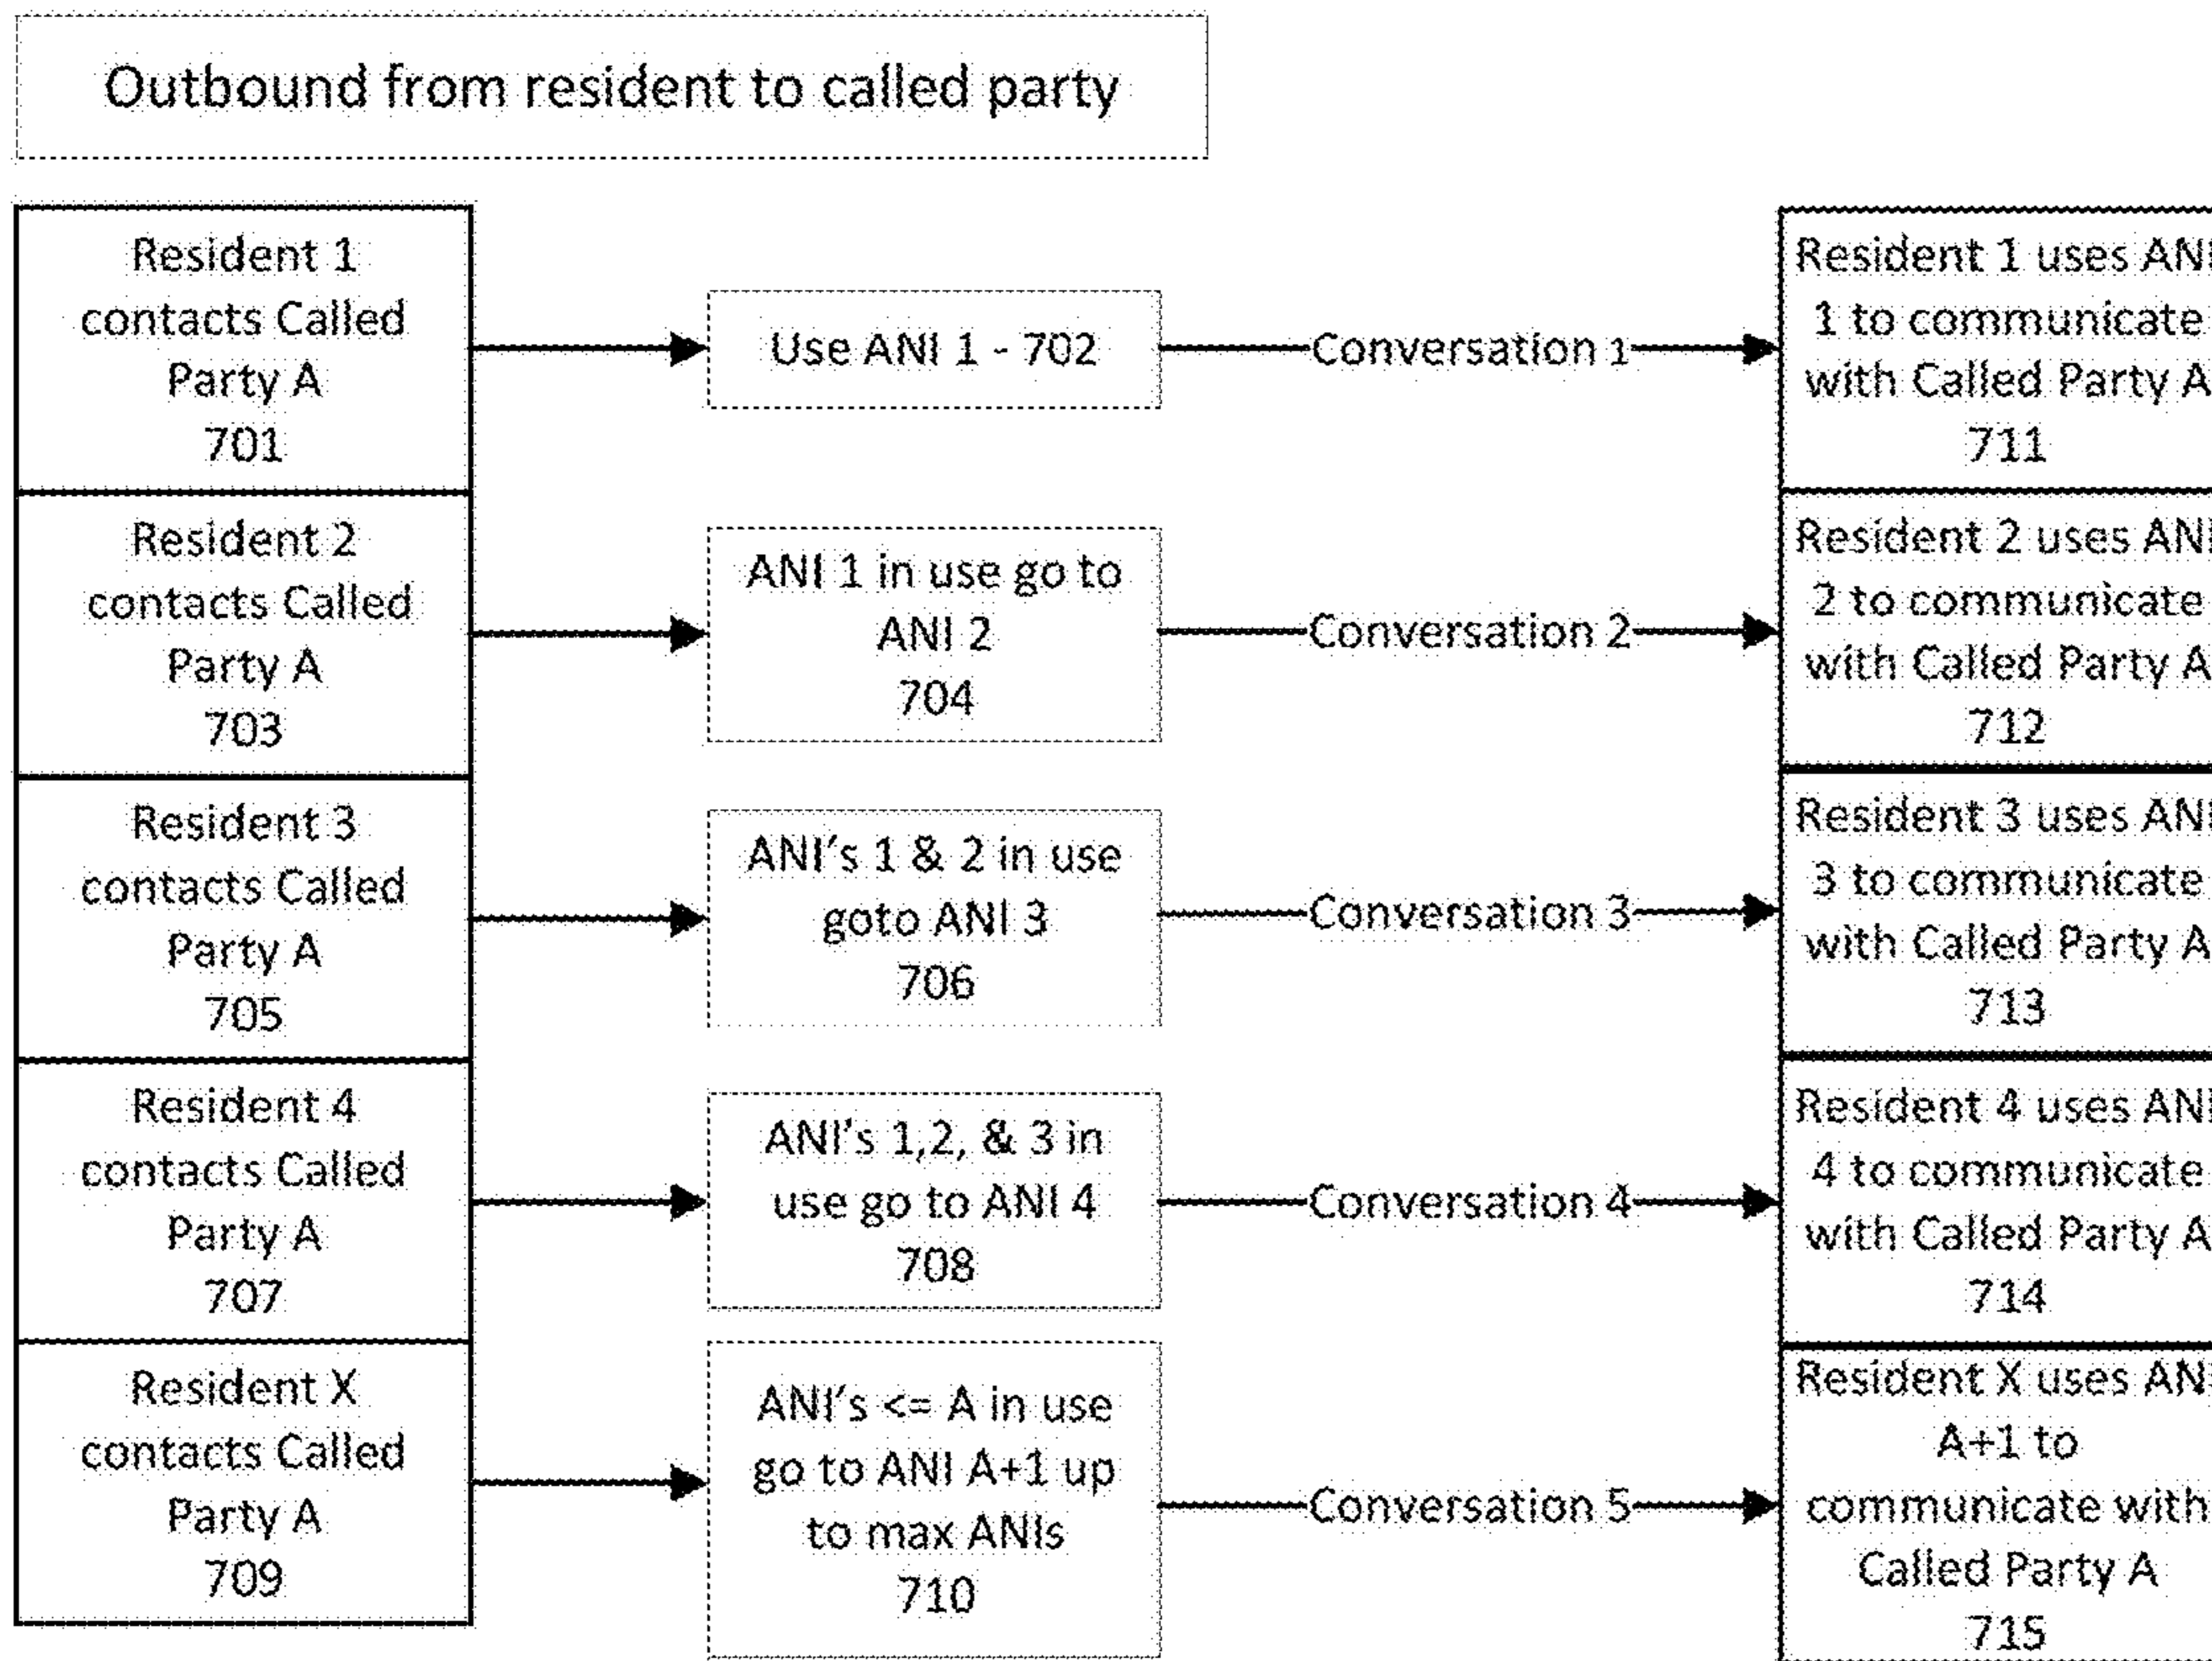 Outbound from resident to called party
Resident 1
contacts Called
Party A
701
Use ANI 1 - 702
Conversation 1
Resident 1 uses ANI
1 to communicate
with Called Party A
711
Resident 2
contacts Called
Party A
703
ANI 1 in use go to
ANI 2
704
Conversation 2
Resident 2 uses ANI
2 to communicate
with Called Party A
712
Resident 3
contacts Called
Party A
705
ANI's 1 & 2 in use
goto ANI 3
706
Conversation 3
Resident 3 uses ANI
3 to communicate
with Called Party A
713
Resident 4
contacts Called
Party A
707
ANI's 1,2, & 3 in
use go to ANI 4
708
Conversation 4
Resident 4 uses ANI
4 to communicate
with Called Party A
714
Resident X
contacts Called
Party A
709
ANI's <= A in use
go to ANI A+1 up
to max ANIs
710
Conversation 5
Resident X uses ANI
A+1 to
communicate with
Called Party A
715